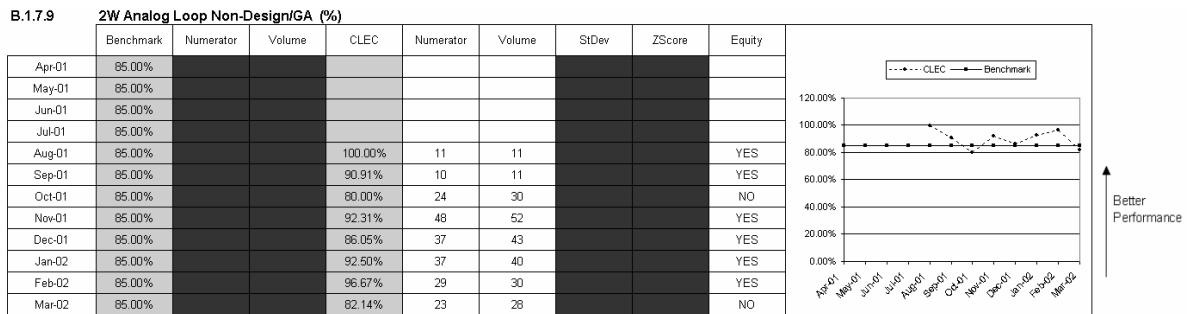 B.1.7.9 2W Analog Loop Non-Design/GA (%)
Benchmark Numerator Volume CLEC Numerator Volume StDev ZScore Equity
Apr-01 85.00%
May-01 85.00%
Jun-01 85.00%
Jul-01 85.00%
Aug-01 85.00% 100.00% 11 11 YES
Sep-01 85.00% 90.91% 10 11 YES
Oct-01 85.00% 80.00% 24 30 NO
Nov-01 85.00% 92.31% 48 52 YES
Dec-01 85.00% 86.05% 37 43 YES
Jan-02 85.00% 92.50% 37 40 YES
Feb-02 85.00% 96.67% 29 30 YES
Mar-02 85.00% 82.14% 23 28 NO
CLEC Benchmark
120.00%
100.00%
80.00%
60.00%
40.00%
20.00%
0.00%
Apr-01 May-01 Jun-01 Jul-01 Aug-01 Sep-01 Oct-01 Nov-01 Dec-01 Jan-02 Feb-02 Mar-02
Better
Performance